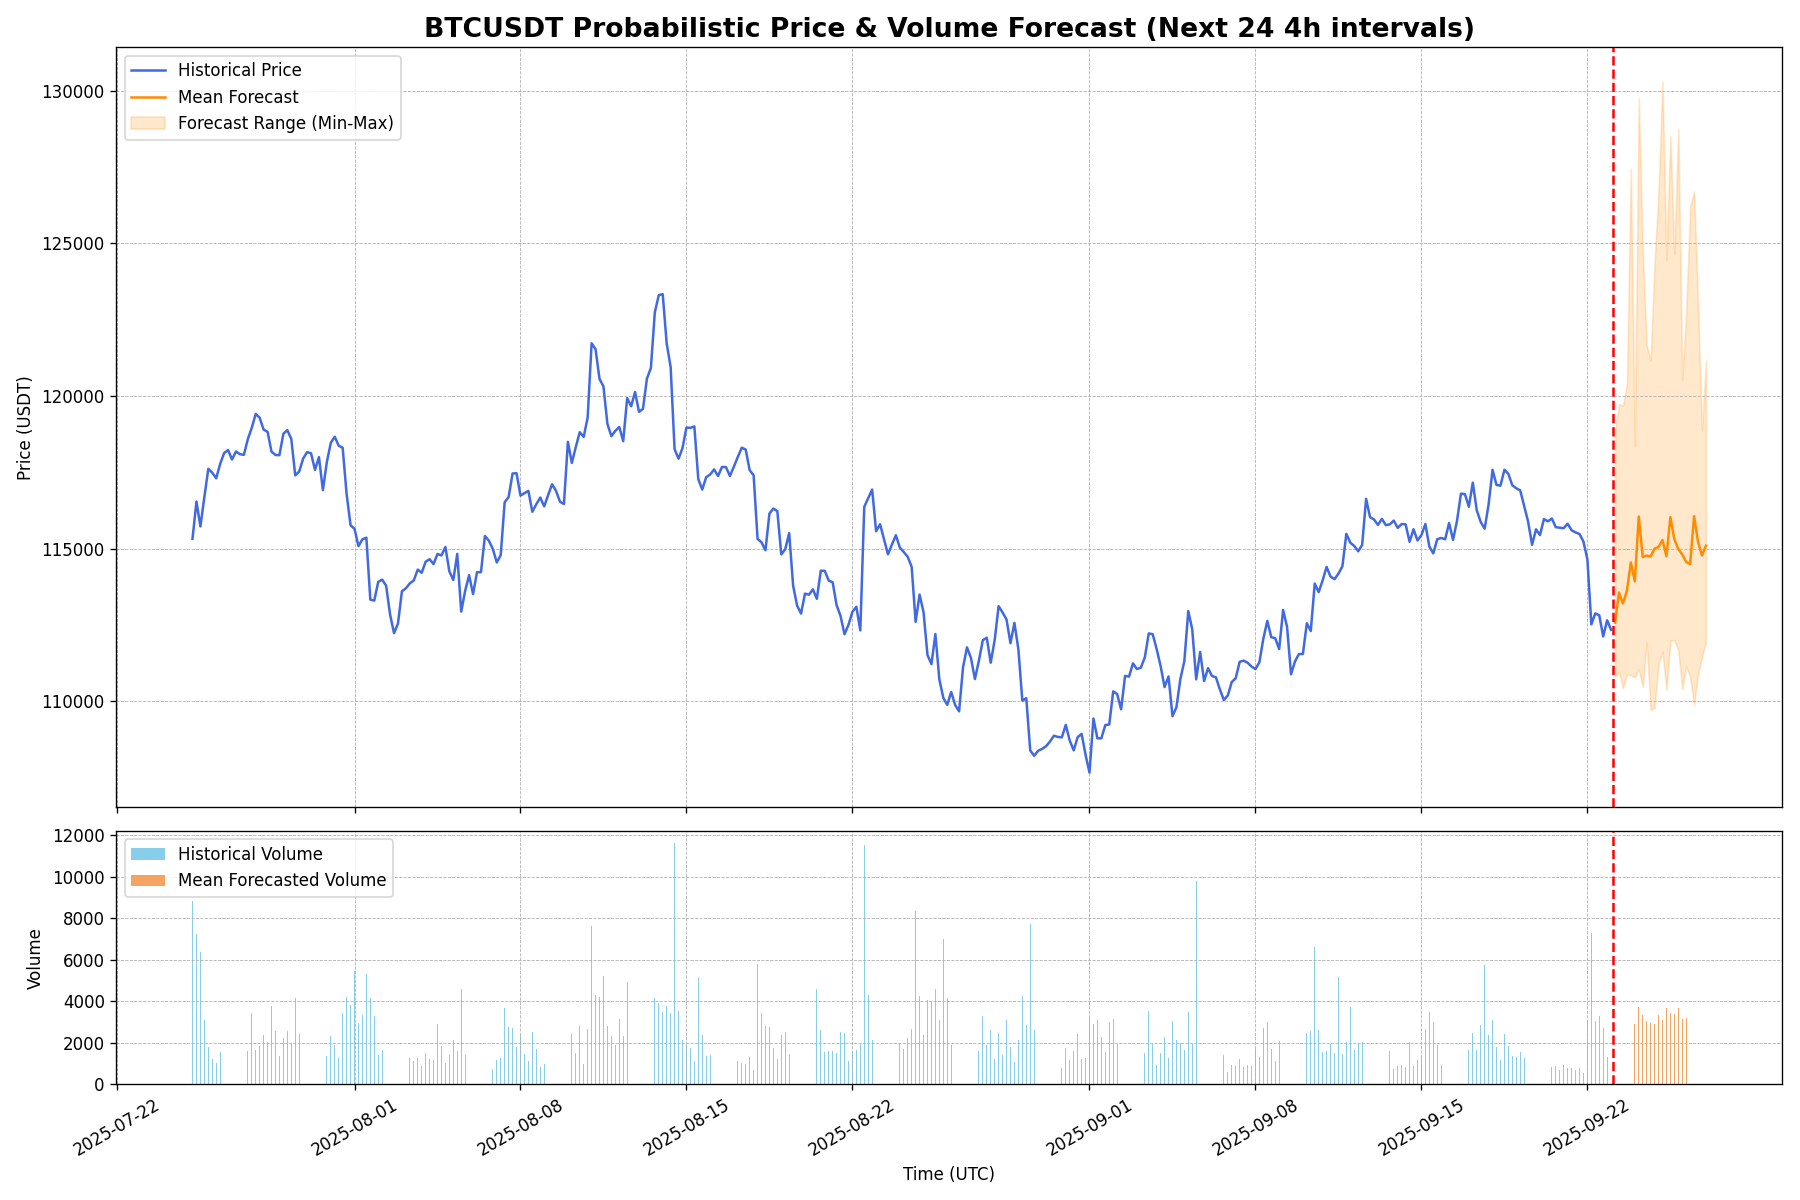 BTCUSDT Probabilistic Price & Volume Forecast (Next 24 4h intervals)
Historical Price
Mean Forecast
Forecast Range (Min-Max)
130000
125000
120000
115000
110000
Price (USDT)
Historical Volume
Mean Forecasted Volume
12000
10000
8000
6000
4000
2000
0
Volume
2025-07-22
2025-08-01
2025-08-08
2025-08-15
2025-08-22
2025-09-01
2025-09-08
2025-09-15
2025-09-22
Time (UTC)